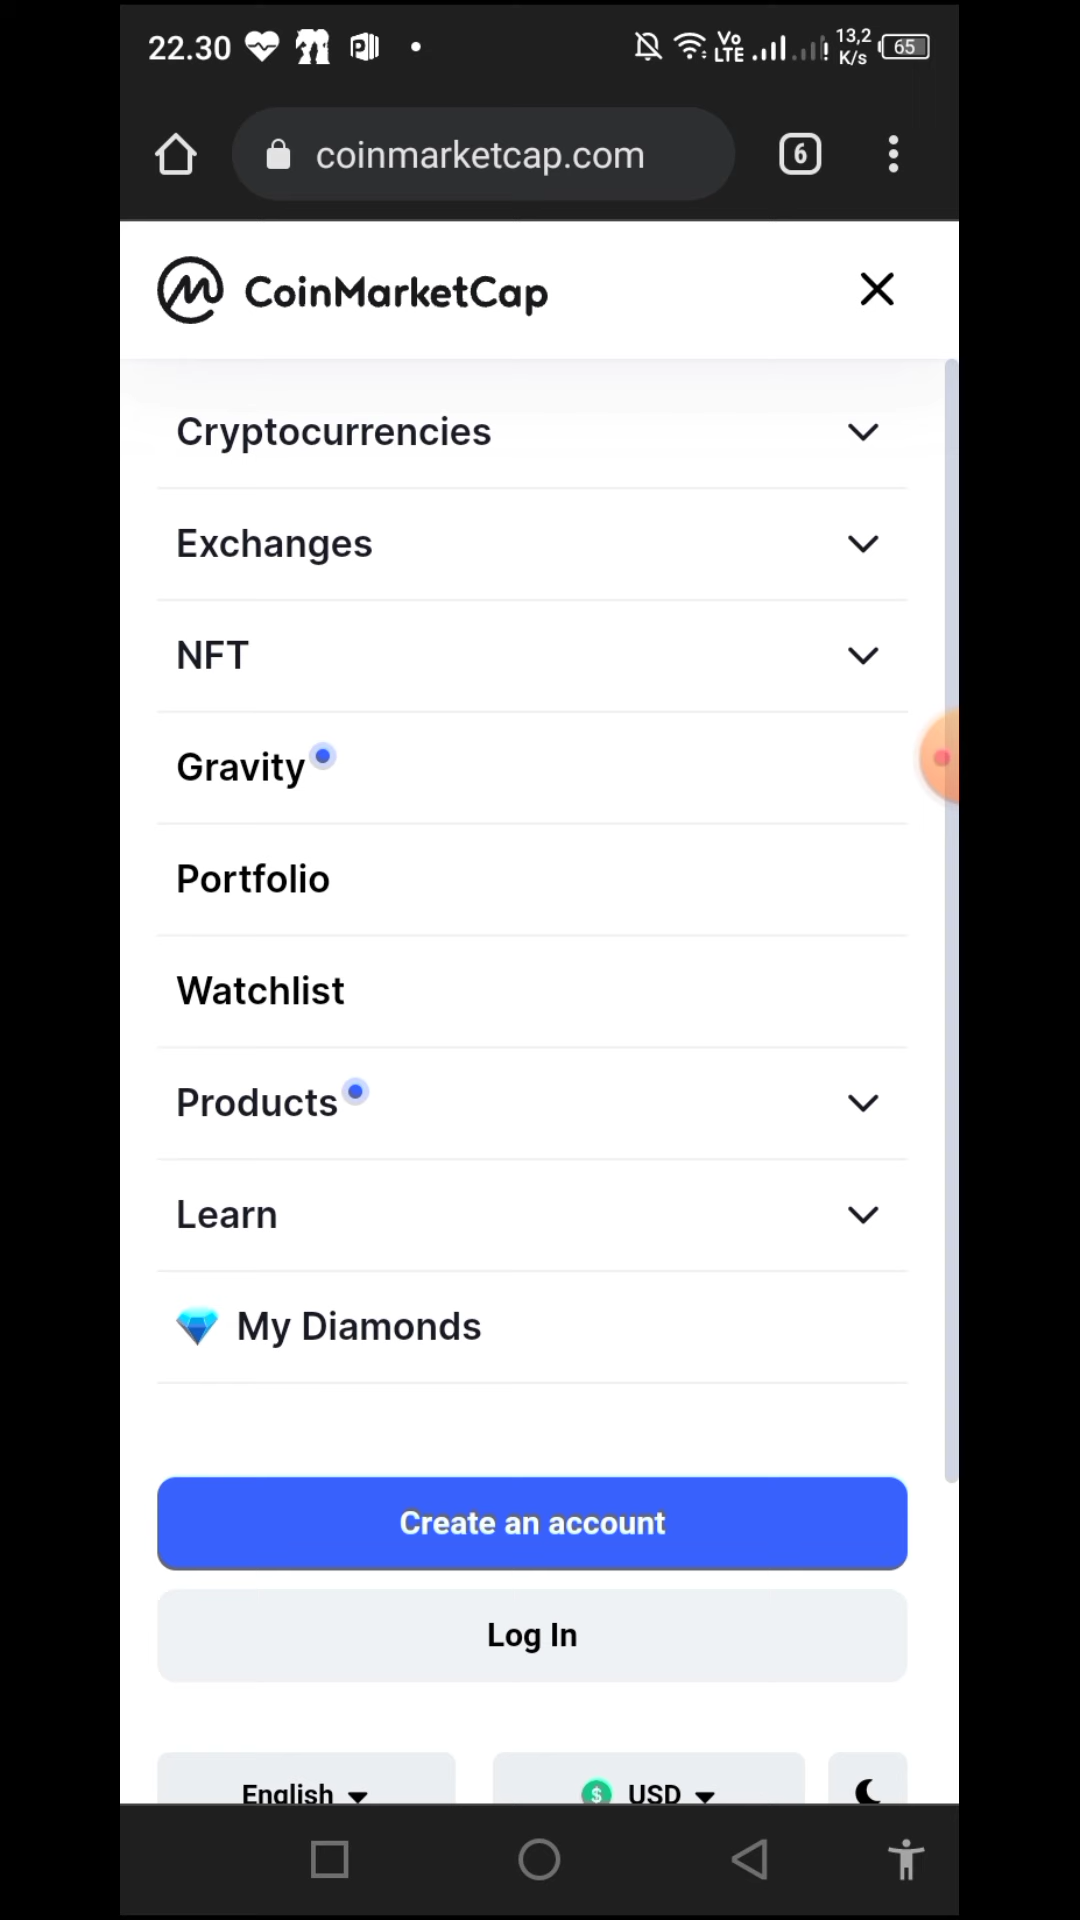 22.30 Vo LTE 13,2 K/s 65
coinmarketcap.com 6
CoinMarketCap
Cryptocurrencies
Exchanges
NFT
Gravity
Portfolio
Watchlist
Products
Learn
My Diamonds
Create an account
Log In
English $ USD